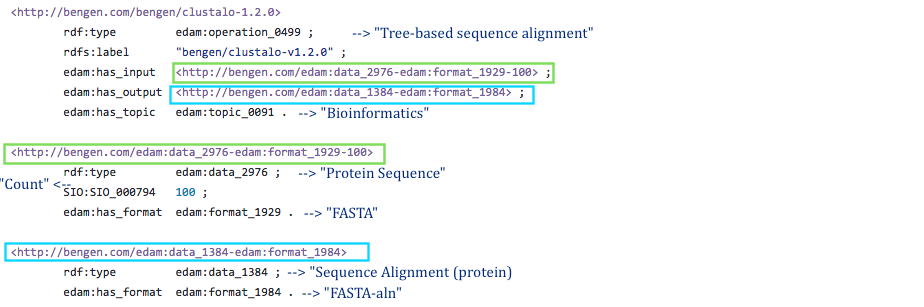 <http://bengen.com/bengen/clustalo-1.2.0>
rdf:type edam:operation_0499 ; --> "Tree-based sequence alignment"
rdfs:label "bengen/clustalo-v1.2.0" ;
edam:has_input <http://bengen.com/edam:data_2976-edam:format_1929-100> ;
edam:has_output <http://bengen.com/edam:data_1384-edam:format_1984> ;
edam:has_topic edam:topic_0091 . --> "Bioinformatics"
<http://bengen.com/edam:data_2976-edam:format_1929-100>
rdf:type edam:data_2976 ; --> "Protein Sequence"
"Count" <-- SIO:SIO_000794 100 ;
edam:has_format edam:format_1929 . --> "FASTA"
<http://bengen.com/edam:data_1384-edam:format_1984>
rdf:type edam:data_1384 ; --> "Sequence Alignment (protein)
edam:has_format edam:format_1984 . --> "FASTA-aln"